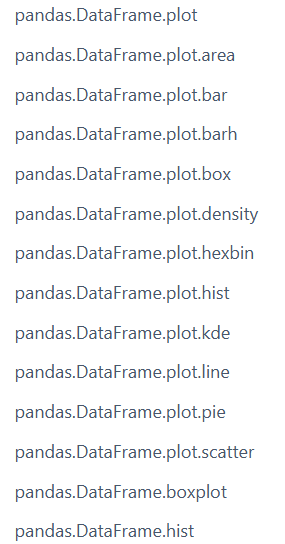 pandas.DataFrame.plot
pandas.DataFrame.plot.area
pandas.DataFrame.plot.bar
pandas.DataFrame.plot.barh
pandas.DataFrame.plot.box
pandas.DataFrame.plot.density
pandas.DataFrame.plot.hexbin
pandas.DataFrame.plot.hist
pandas.DataFrame.plot.kde
pandas.DataFrame.plot.line
pandas.DataFrame.plot.pie
pandas.DataFrame.plot.scatter
pandas.DataFrame.boxplot
pandas.DataFrame.hist